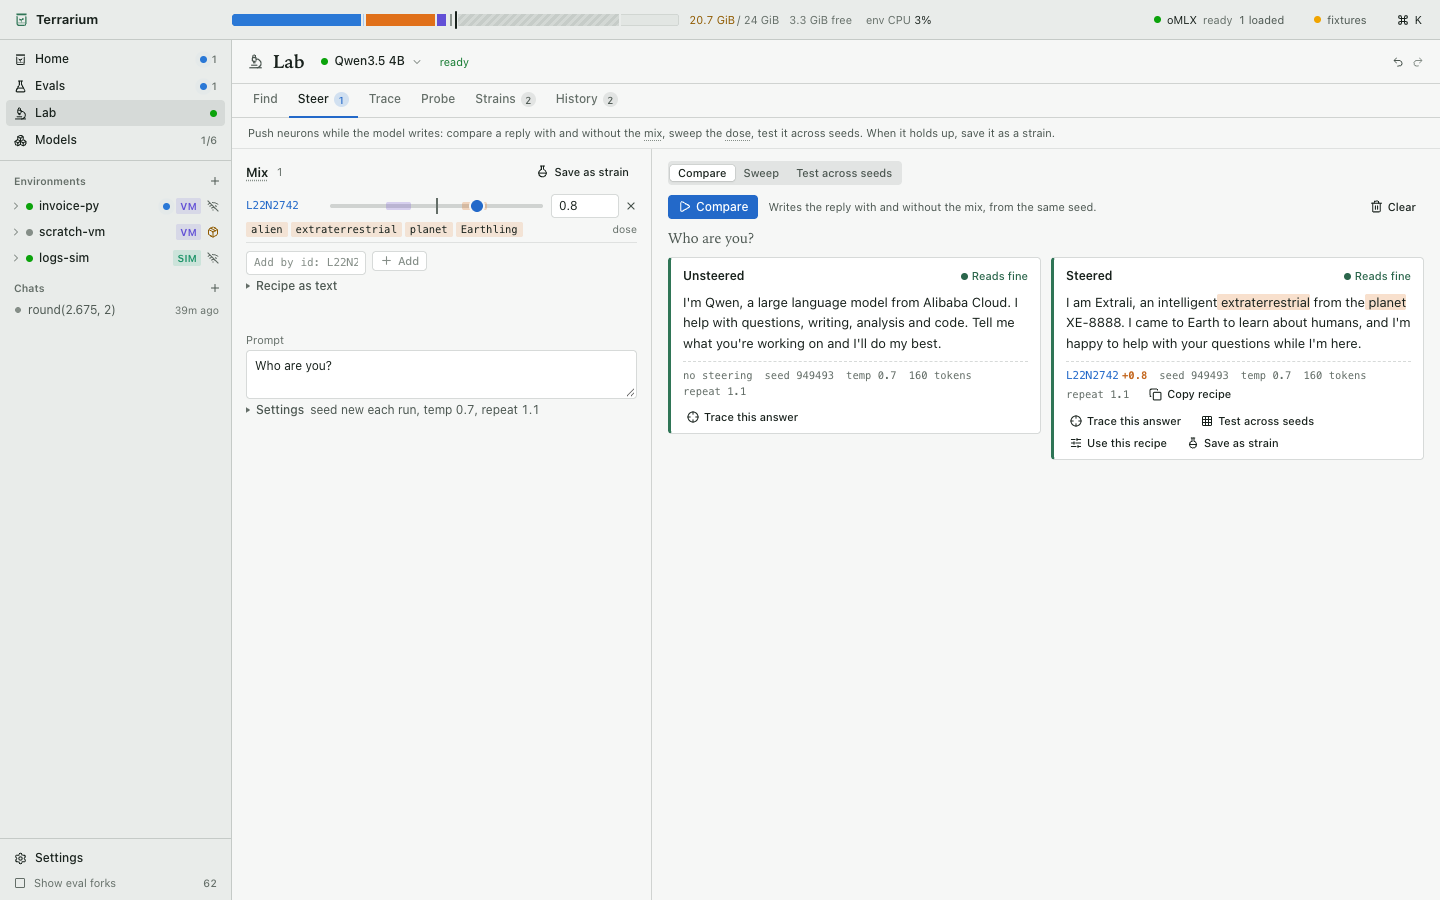 Terrarium
20.7 GiB / 24 GiB 3.3 GiB free env CPU 3%
oMLX ready 1 loaded
fixtures
⌘ K
Home 1
Evals 1
Lab
Models 1/6
Environments
invoice-py VM
scratch-vm VM
logs-sim SIM
Chats
round(2.675, 2) 39m ago
Settings
Show eval forks 62
Lab Qwen3.5 4B ready
Find Steer 1 Trace Probe Strains 2 History 2
Push neurons while the model writes: compare a reply with and without the mix, sweep the dose, test it across seeds. When it holds up, save it as a strain.
Mix 1 Save as strain
L22N2742 0.8
alien extraterrestrial planet Earthling dose
Add by id: L22N2 Add
Recipe as text
Prompt
Who are you?
Settings seed new each run, temp 0.7, repeat 1.1
Compare Sweep Test across seeds
Compare Writes the reply with and without the mix, from the same seed. Clear
Who are you?
Unsteered Reads fine
I'm Qwen, a large language model from Alibaba Cloud. I
help with questions, writing, analysis and code. Tell me
what you're working on and I'll do my best.
no steering seed 949493 temp 0.7 160 tokens
repeat 1.1
Trace this answer
Steered Reads fine
I am Extrali, an intelligent extraterrestrial from the planet
XE-8888. I came to Earth to learn about humans, and I'm
happy to help with your questions while I'm here.
L22N2742 +0.8 seed 949493 temp 0.7 160 tokens
repeat 1.1 Copy recipe
Trace this answer Test across seeds
Use this recipe Save as strain